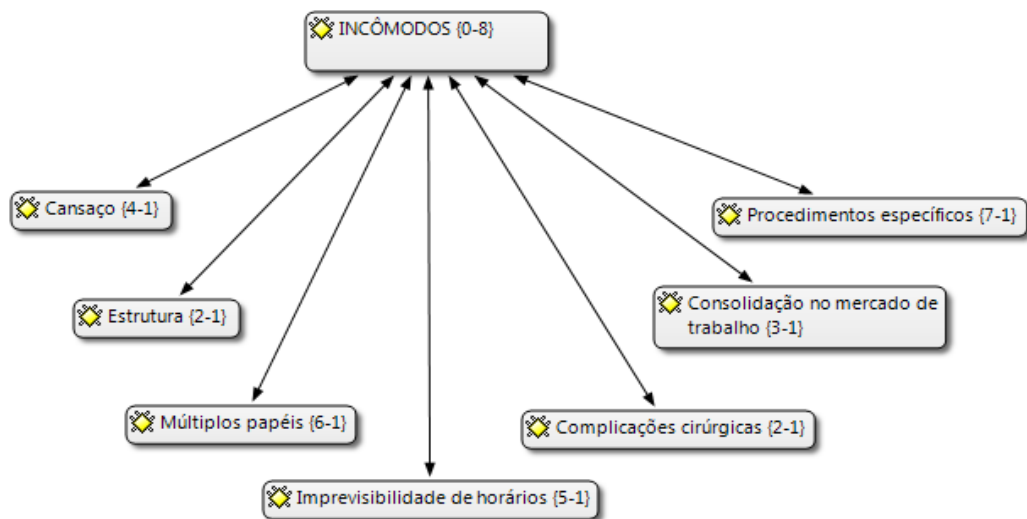 INCÔMODOS {0-8}
Cansaço {4-1}
Procedimentos específicos {7-1}
Estrutura {2-1}
Consolidação no mercado de
trabalho {3-1}
Múltiplos papéis {6-1}
Complicações cirúrgicas {2-1}
Imprevisibilidade de horários {5-1}